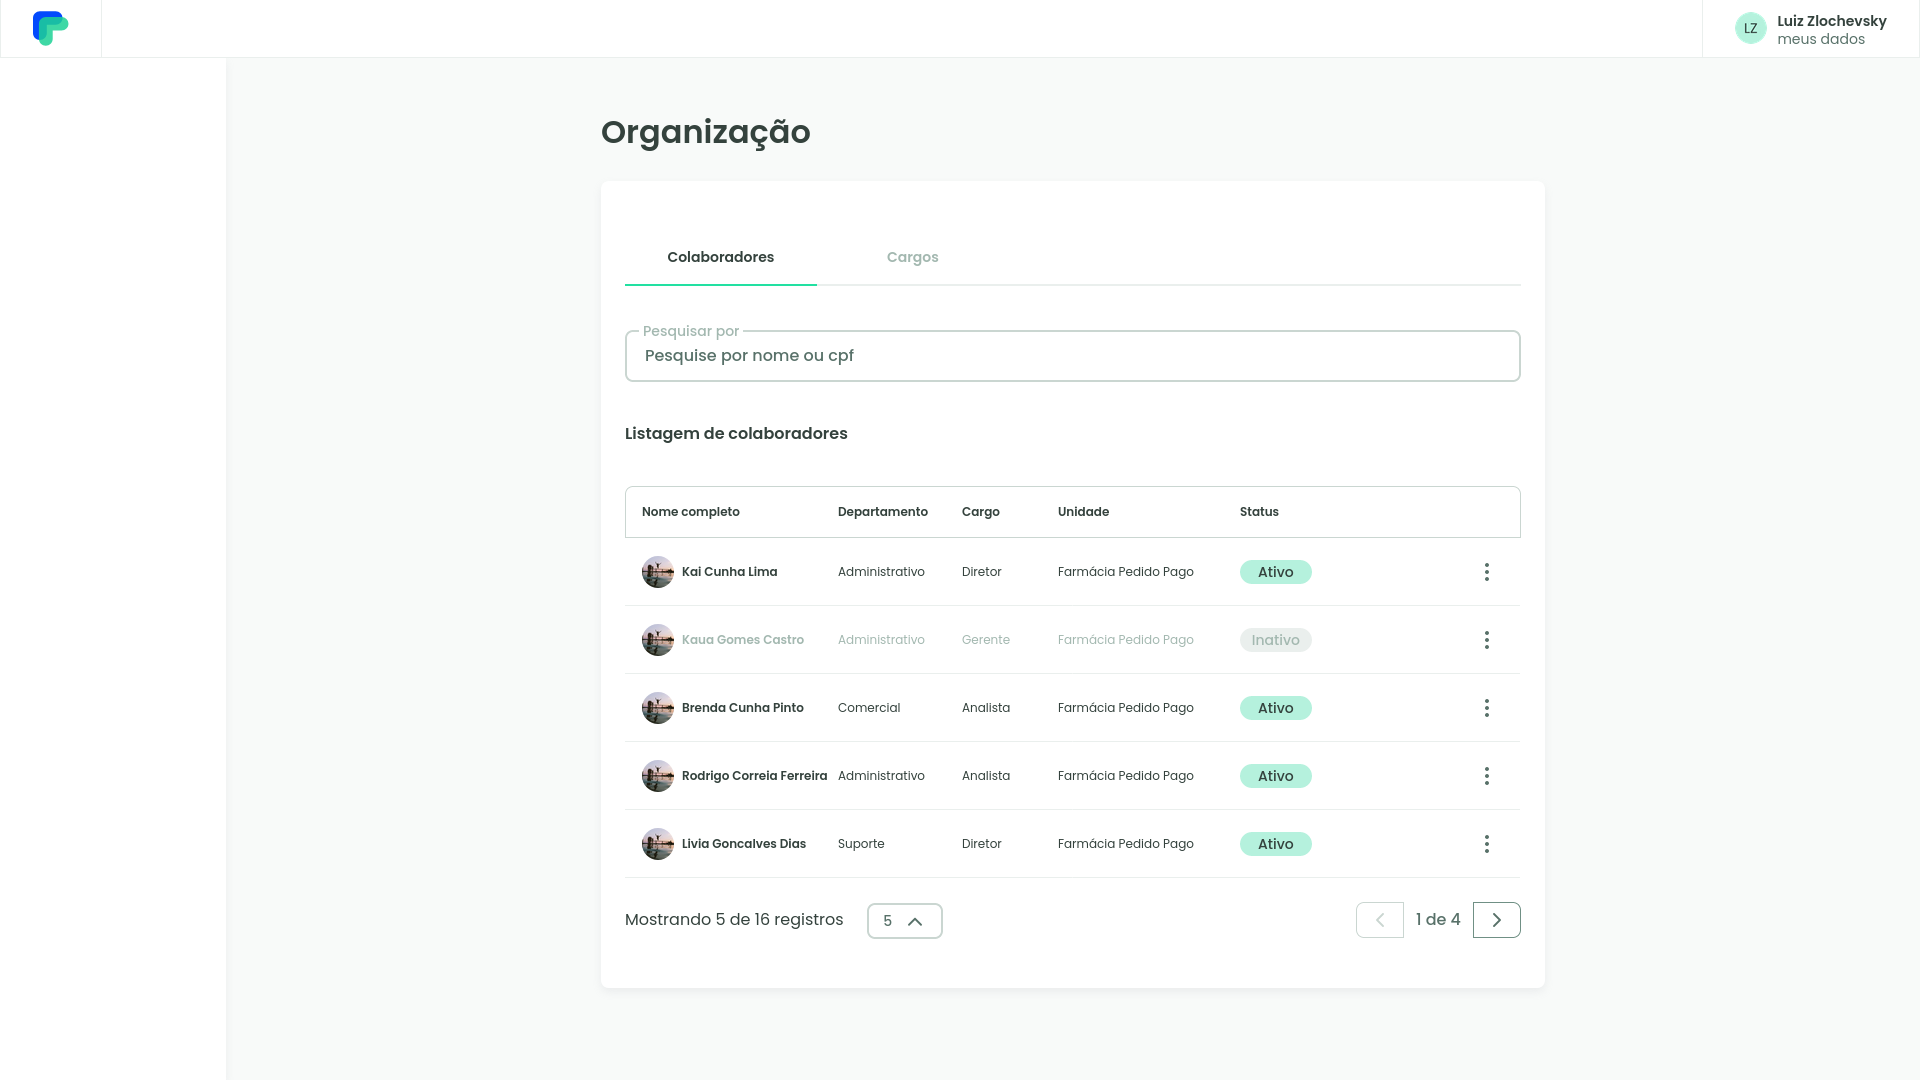 LZ
Luiz Zlochevsky
meus dados
Organização
Colaboradores
Cargos
Pesquisar por
Pesquise por nome ou cpf
Listagem de colaboradores
Nome completo Departamento Cargo Unidade Status
Kai Cunha Lima Administrativo Diretor Farmácia Pedido Pago Ativo
Kaua Gomes Castro Administrativo Gerente Farmácia Pedido Pago Inativo
Brenda Cunha Pinto Comercial Analista Farmácia Pedido Pago Ativo
Rodrigo Correia Ferreira Administrativo Analista Farmácia Pedido Pago Ativo
Livia Goncalves Dias Suporte Diretor Farmácia Pedido Pago Ativo
Mostrando 5 de 16 registros 5 1 de 4